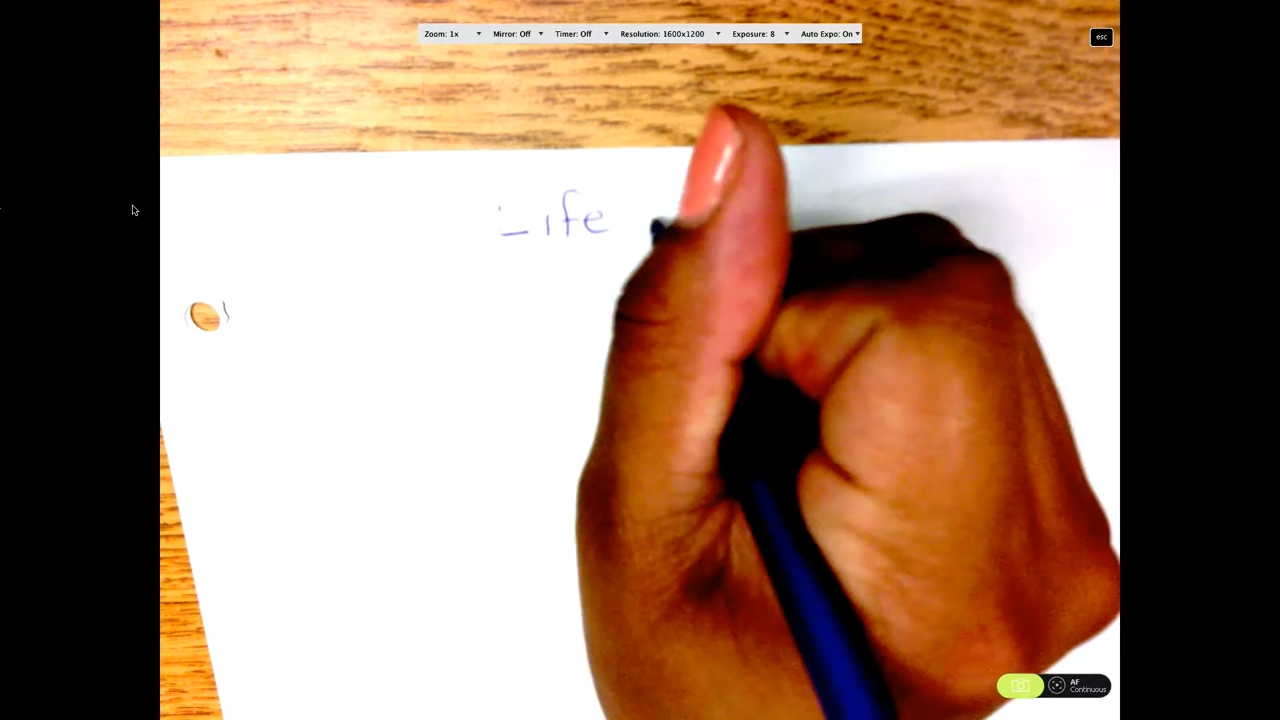 Zoom: 1x Mirror: Off Timer: Off Resolution: 1600x1200 Exposure: 8 Auto Expo: On
esc
Life
AF
Continuous